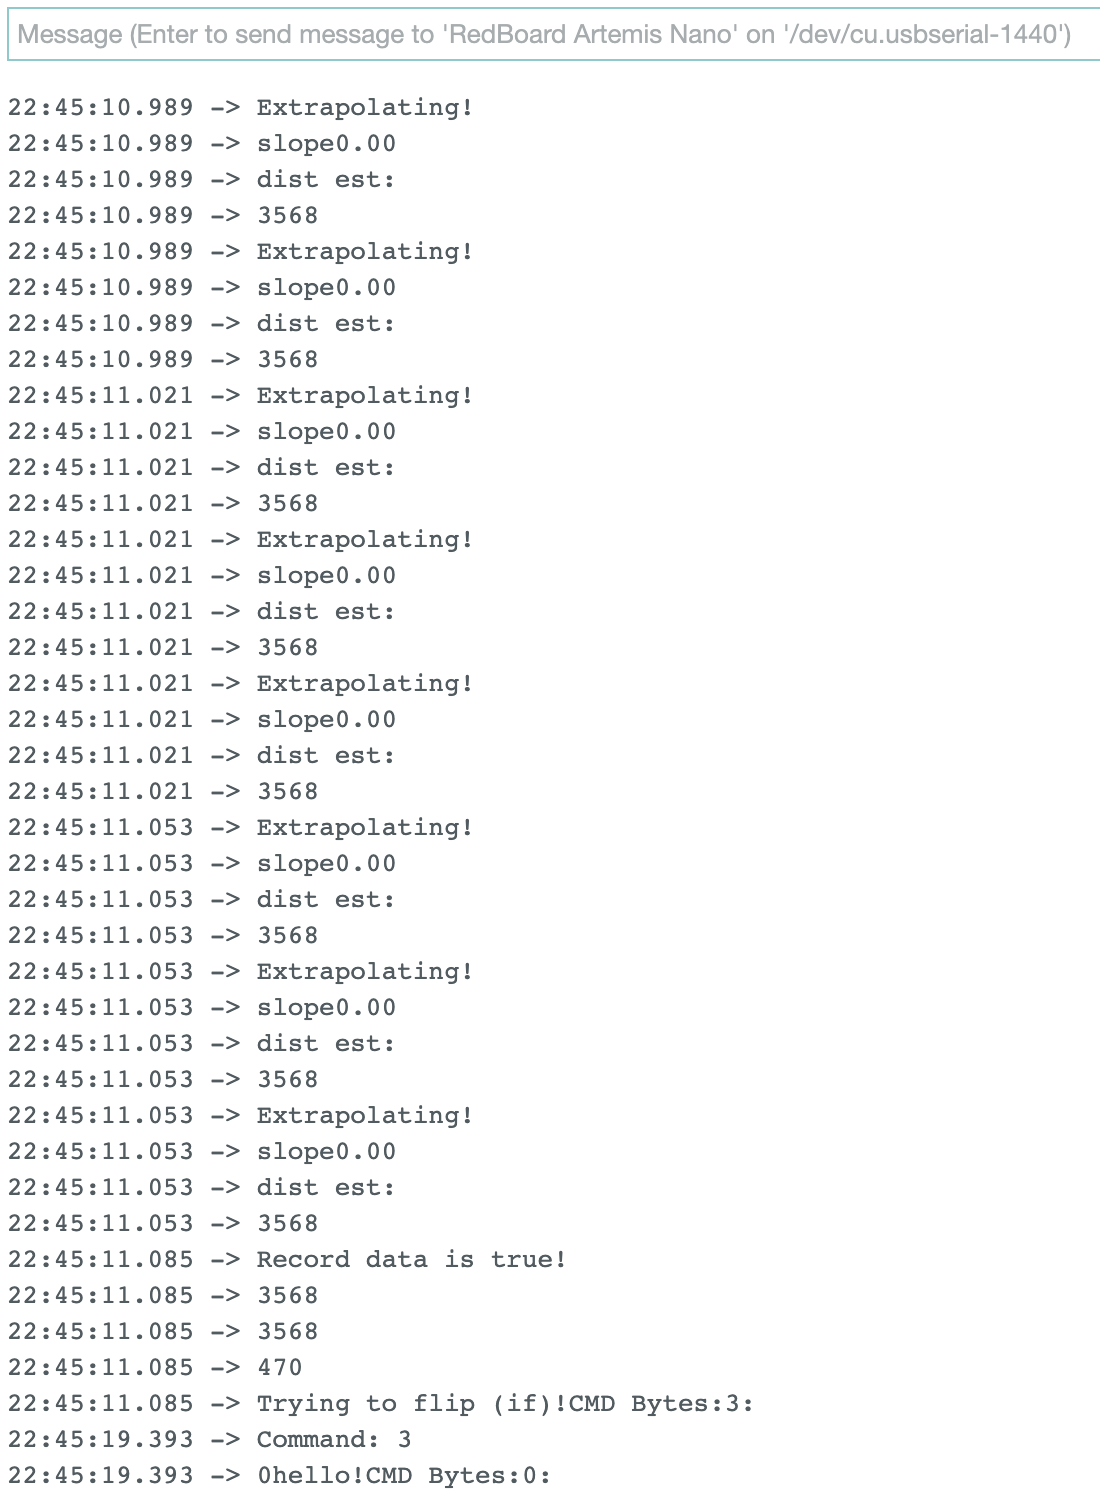 Message (Enter to send message to 'RedBoard Artemis Nano' on '/dev/cu.usbserial-1440')
22:45:10.989 -> Extrapolating!
22:45:10.989 -> slope0.00
22:45:10.989 -> dist est:
22:45:10.989 -> 3568
22:45:10.989 -> Extrapolating!
22:45:10.989 -> slope0.00
22:45:10.989 -> dist est:
22:45:10.989 -> 3568
22:45:11.021 -> Extrapolating!
22:45:11.021 -> slope0.00
22:45:11.021 -> dist est:
22:45:11.021 -> 3568
22:45:11.021 -> Extrapolating!
22:45:11.021 -> slope0.00
22:45:11.021 -> dist est:
22:45:11.021 -> 3568
22:45:11.021 -> Extrapolating!
22:45:11.021 -> slope0.00
22:45:11.021 -> dist est:
22:45:11.021 -> 3568
22:45:11.053 -> Extrapolating!
22:45:11.053 -> slope0.00
22:45:11.053 -> dist est:
22:45:11.053 -> 3568
22:45:11.053 -> Extrapolating!
22:45:11.053 -> slope0.00
22:45:11.053 -> dist est:
22:45:11.053 -> 3568
22:45:11.053 -> Extrapolating!
22:45:11.053 -> slope0.00
22:45:11.053 -> dist est:
22:45:11.053 -> 3568
22:45:11.085 -> Record data is true!
22:45:11.085 -> 3568
22:45:11.085 -> 3568
22:45:11.085 -> 470
22:45:11.085 -> Trying to flip (if)!CMD Bytes:3:
22:45:19.393 -> Command: 3
22:45:19.393 -> 0hello!CMD Bytes:0: